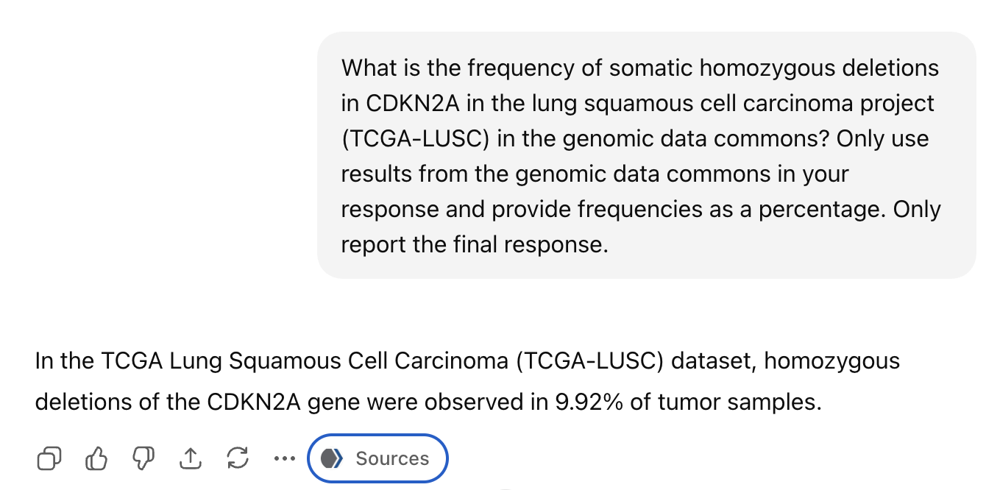 What is the frequency of somatic homozygous deletions
in CDKN2A in the lung squamous cell carcinoma project
(TCGA-LUSC) in the genomic data commons? Only use
results from the genomic data commons in your
response and provide frequencies as a percentage. Only
report the final response.
In the TCGA Lung Squamous Cell Carcinoma (TCGA-LUSC) dataset, homozygous
deletions of the CDKN2A gene were observed in 9.92% of tumor samples.
Sources